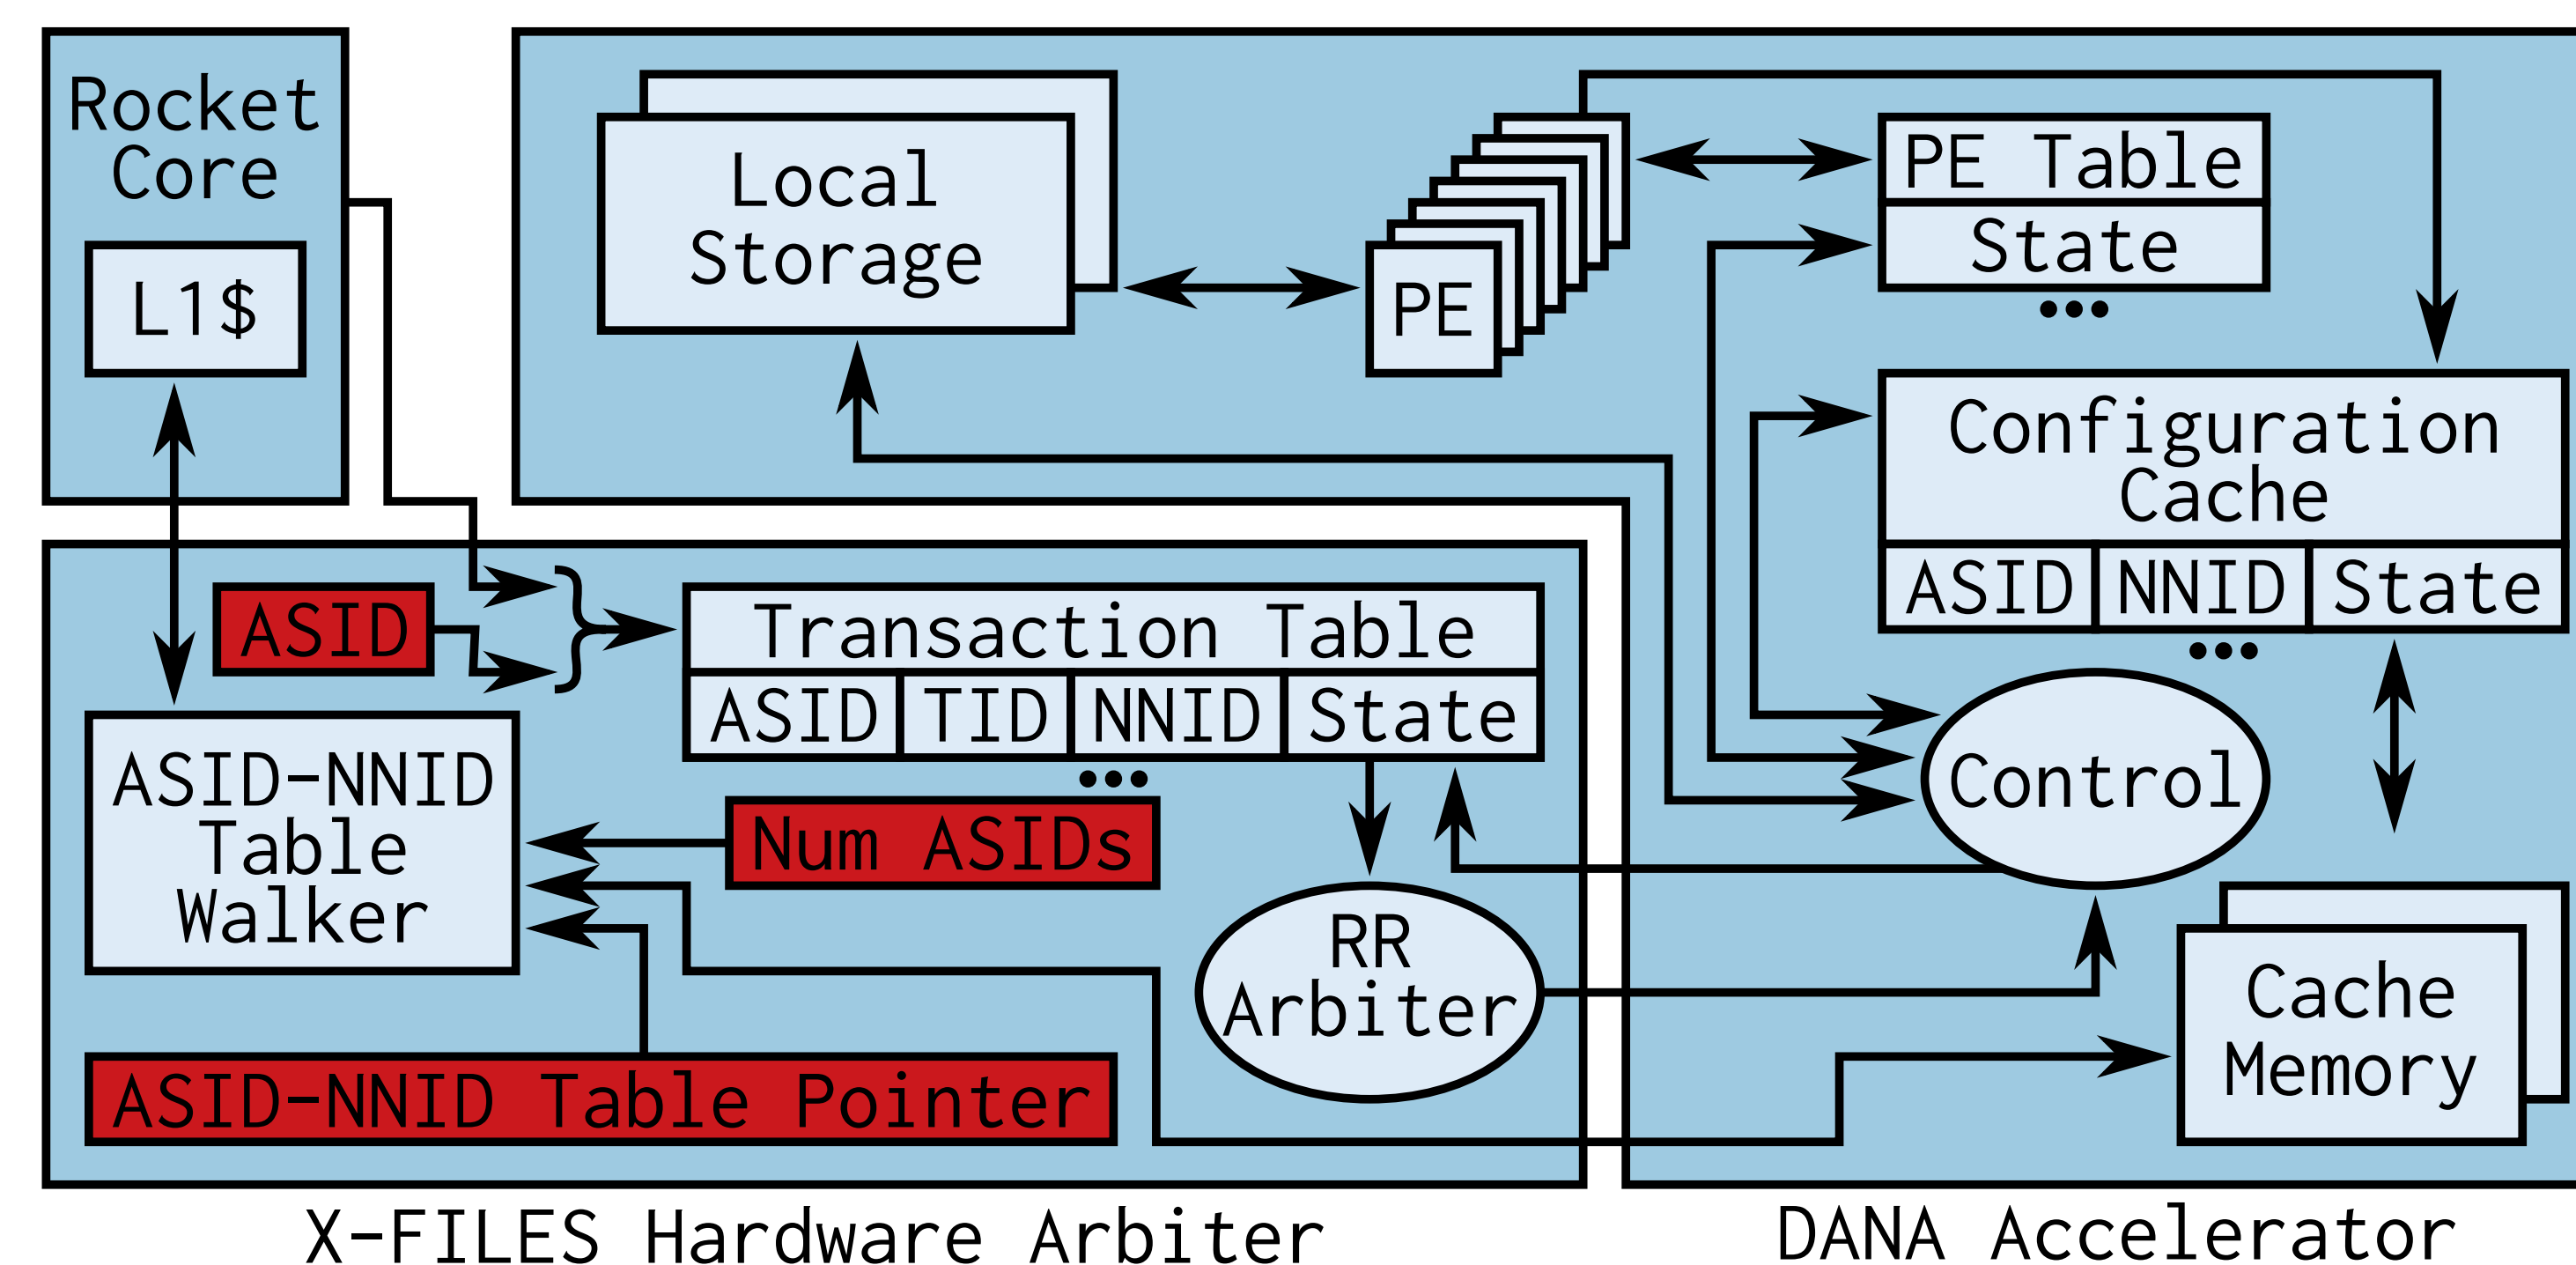 Rocket
Core
L1$
Local
Storage
PE
PE Table
State
•••
Configuration
Cache
ASID NNID State
•••
ASID
Transaction Table
ASID TID NNID State
•••
Control
ASID-NNID
Table
Walker
Num ASIDs
RR
Arbiter
Cache
Memory
ASID-NNID Table Pointer
X-FILES Hardware Arbiter
DANA Accelerator